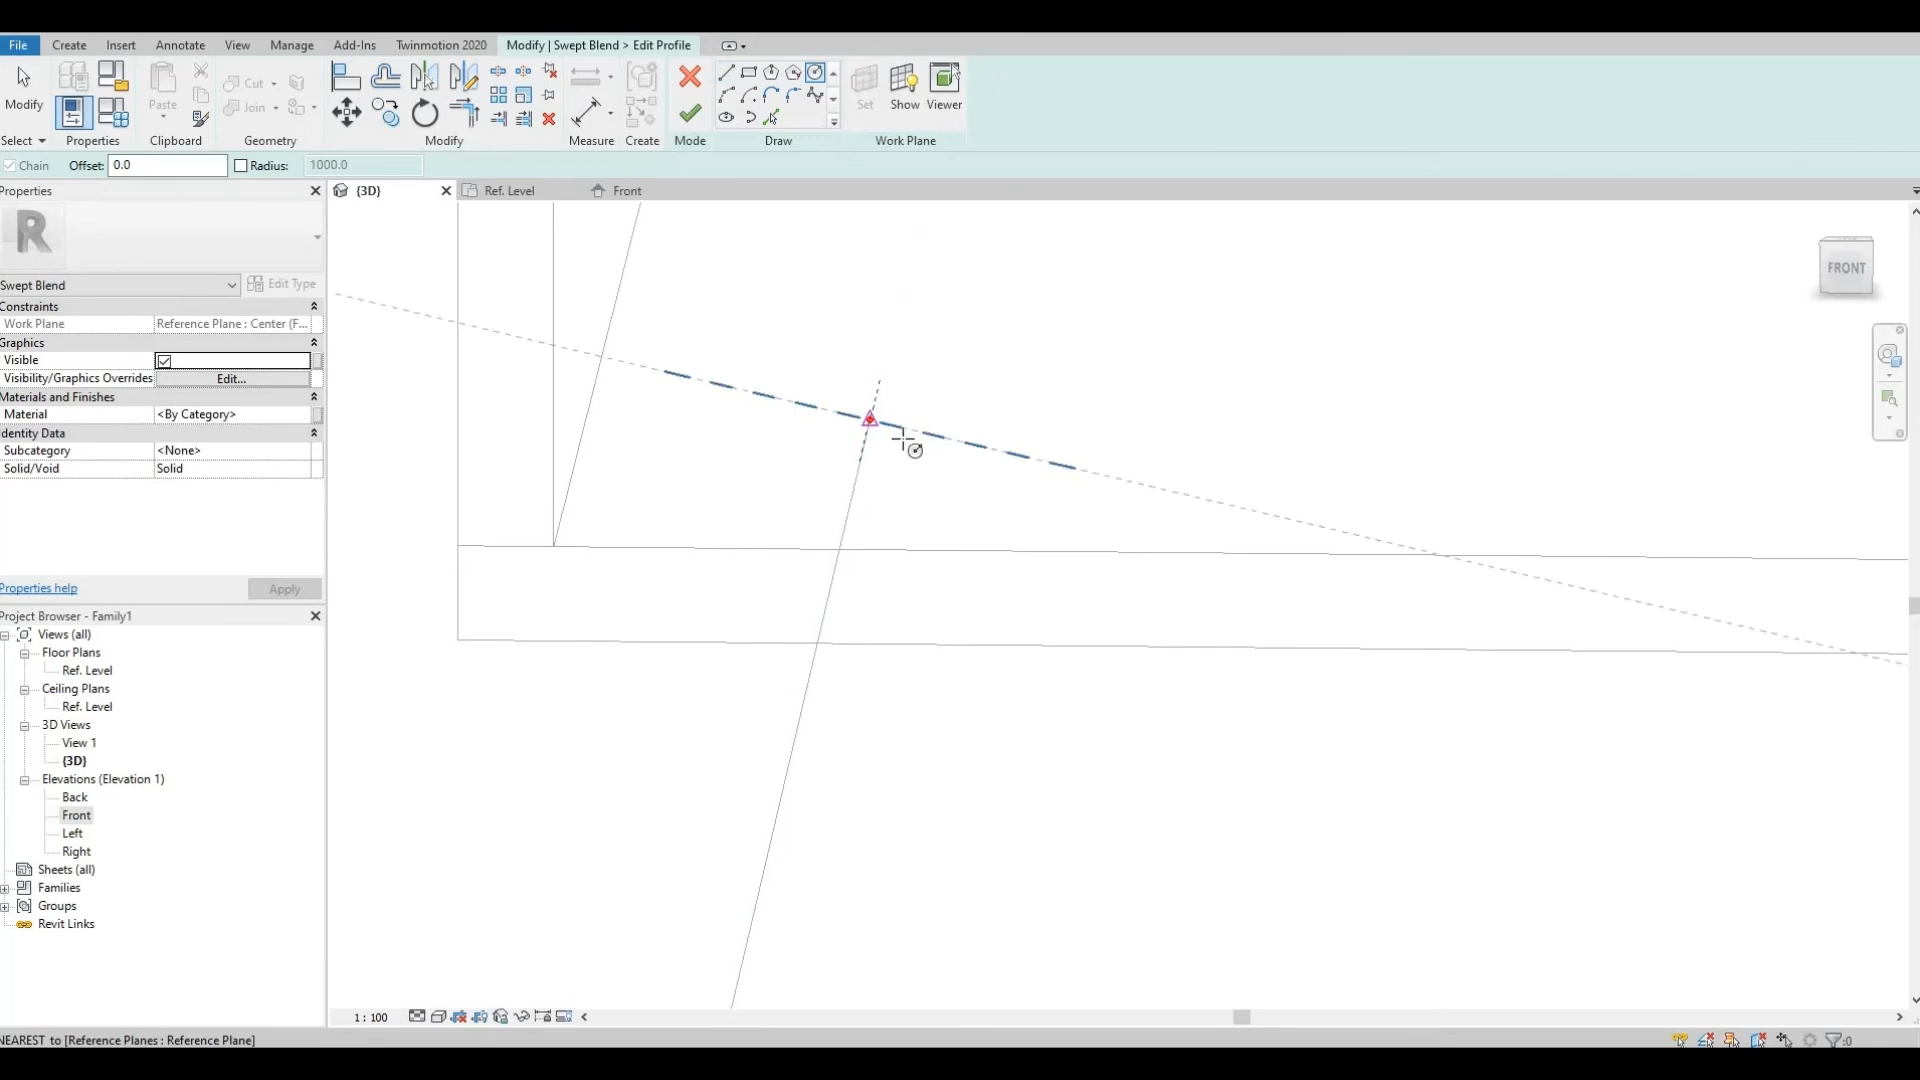 File Create Insert Annotate View Manage Add-Ins Twinmotion 2020 Modify | Swept Blend > Edit Profile
Modify Paste Cut Join Set Show Viewer
Select Properties Clipboard Geometry Modify Measure Create Mode Draw Work Plane
Chain Offset: 0.0 Radius: 1000.0
Properties
{3D} Ref. Level Front
R
Swept Blend Edit Type
Constraints
Work Plane Reference Plane : Center (F...
Graphics
Visible
Visibility/Graphics Overrides Edit...
Materials and Finishes
Material <By Category>
Identity Data
Subcategory <None>
Solid/Void Solid
Properties help Apply
Project Browser - Family1
Views (all)
Floor Plans
Ref. Level
Ceiling Plans
Ref. Level
3D Views
View 1
{3D}
Elevations (Elevation 1)
Back
Front
Left
Right
Sheets (all)
Families
Groups
Revit Links
FRONT
1 : 100
NEAREST to [Reference Planes : Reference Plane]
:0